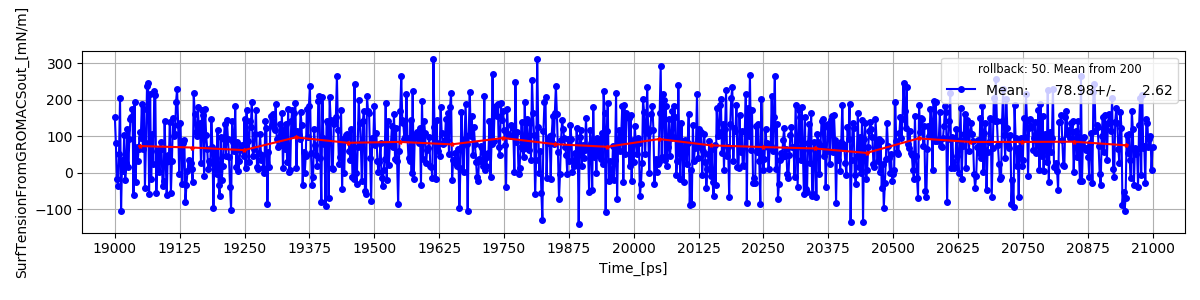 SurfTensionFromGROMACSout_[mN/m]
300
200
100
0
−100
rollback: 50. Mean from 200
Mean: 78.98+/- 2.62
19000 19125 19250 19375 19500 19625 19750 19875 20000 20125 20250 20375 20500 20625 20750 20875 21000
Time_[ps]